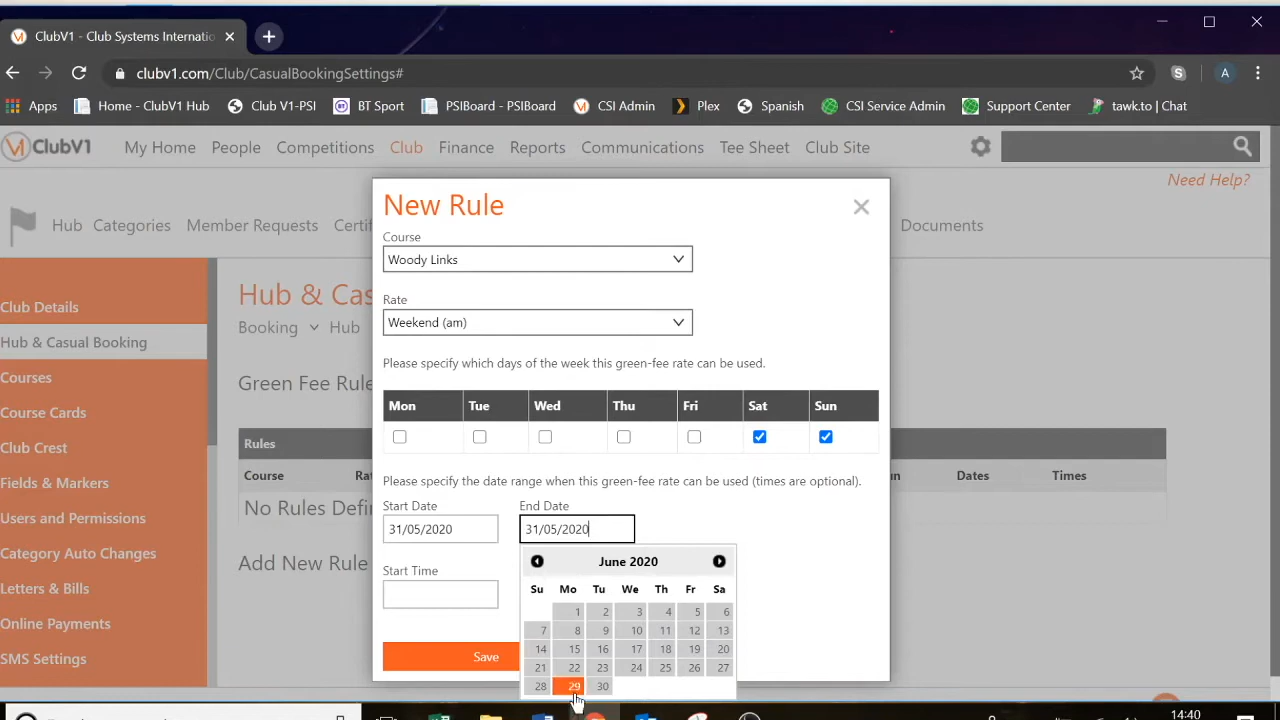 ClubV1 - Club Systems Internatio
clubv1.com/Club/CasualBookingSettings#
A
Apps Home - ClubV1 Hub Club V1-PSI BT Sport PSIBoard - PSIBoard CSI Admin Plex Spanish CSI Service Admin Support Center tawk.to | Chat
V1 ClubV1 My Home People Competitions Club Finance Reports Communications Tee Sheet Club Site
Need Help?
Hub Categories Member Requests Certi Documents
Club Details
Hub & Casual Booking
Courses
Course Cards
Club Crest
Fields & Markers
Users and Permissions
Category Auto Changes
Letters & Bills
Online Payments
SMS Settings
Hub & Cas
Booking Hub
Green Fee Rule
Rules
Course Ra un Dates Times
No Rules Defi
Add New Rule
New Rule
Course
Woody Links
Rate
Weekend (am)
Please specify which days of the week this green-fee rate can be used.
Mon Tue Wed Thu Fri Sat Sun
Please specify the date range when this green-fee rate can be used (times are optional).
Start Date End Date
31/05/2020 31/05/2020
Start Time
Save
June 2020
Su Mo Tu We Th Fr Sa
1 2 3 4 5 6
7 8 9 10 11 12 13
14 15 16 17 18 19 20
21 22 23 24 25 26 27
28 29 30
14:40